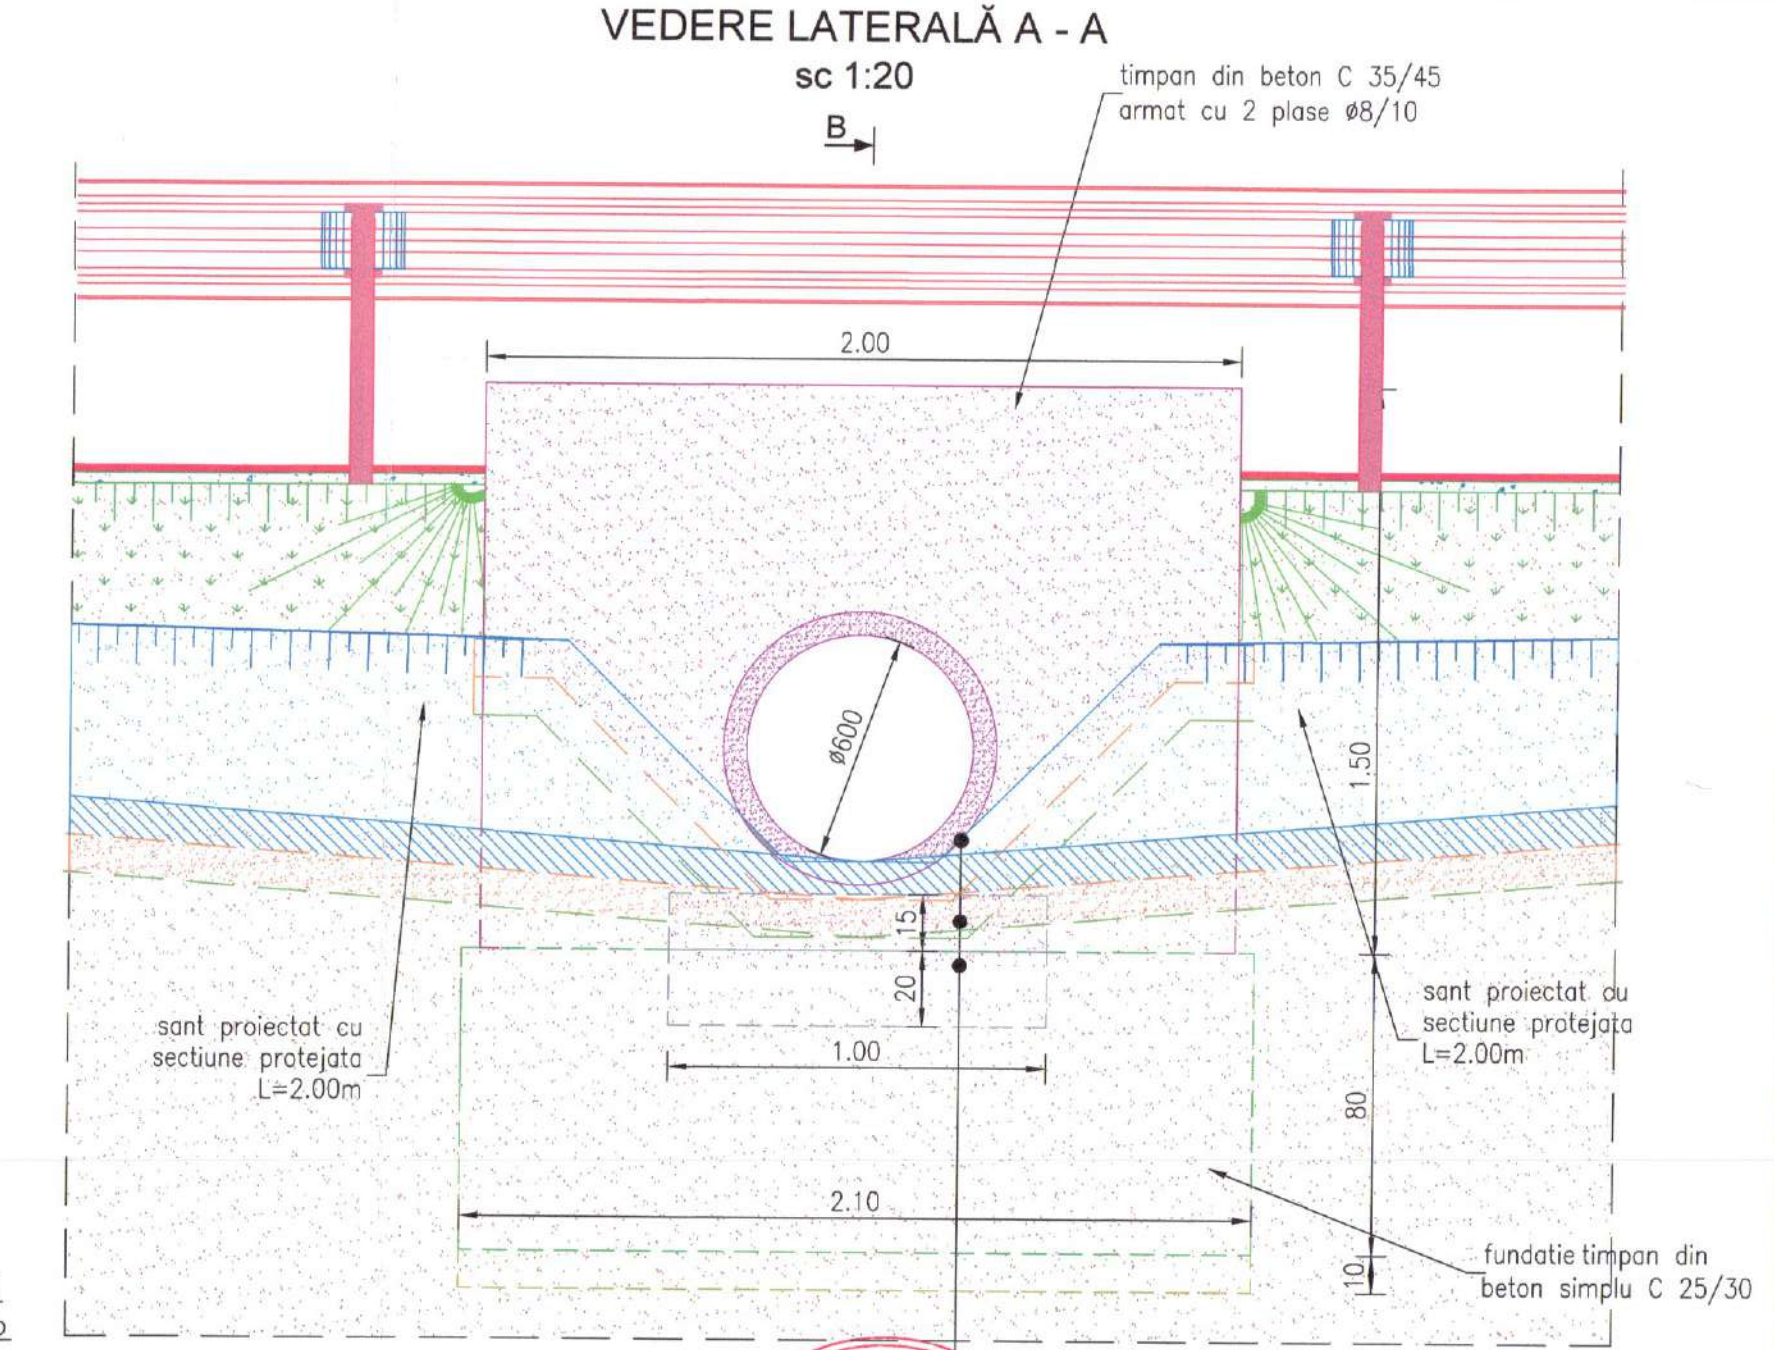 VEDERE LATERALĂ A - A
sc 1:20
timpan din beton C 35/45
armat cu 2 plase ø8/10
B
2.00
ø600
1.50
15
20
sant proiectat cu
sectiune protejata
L=2.00m
sant proiectat cu
sectiune protejata
L=2.00m
1.00
80
2.10
10
fundatie timpan din
beton simplu C 25/30